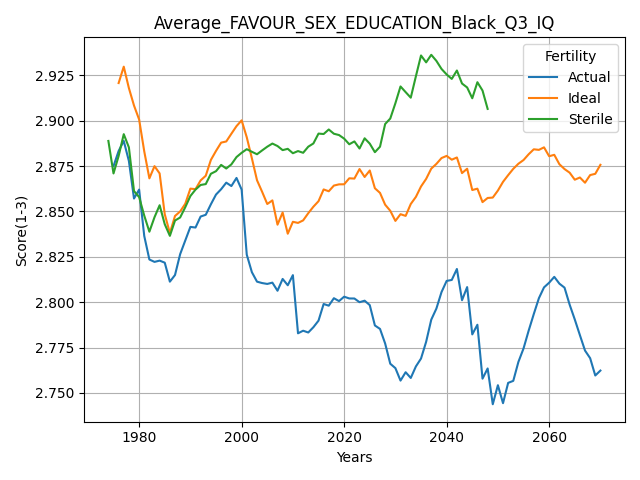 Average_FAVOUR_SEX_EDUCATION_Black_Q3_IQ
Fertility
Actual
Ideal
Sterile
Score(1-3)
2.925
2.900
2.875
2.850
2.825
2.800
2.775
2.750
1980
2000
2020
2040
2060
Years